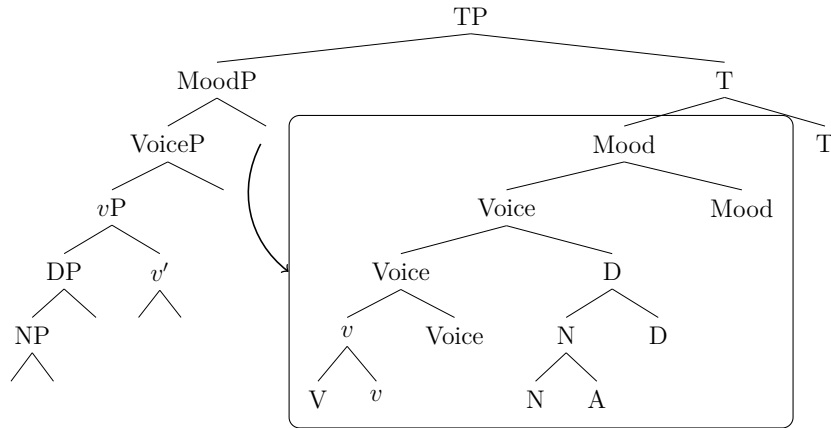 TP
MoodP T
VoiceP Mood T
vP Voice Mood
DP v′ Voice D
NP v Voice N D
V v N A